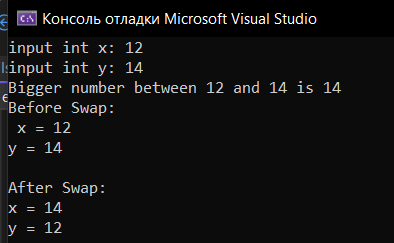 Консоль отладки Microsoft Visual Studio
input int x: 12
input int y: 14
Bigger number between 12 and 14 is 14
Before Swap:
 x = 12
y = 14

After Swap:
x = 14
y = 12